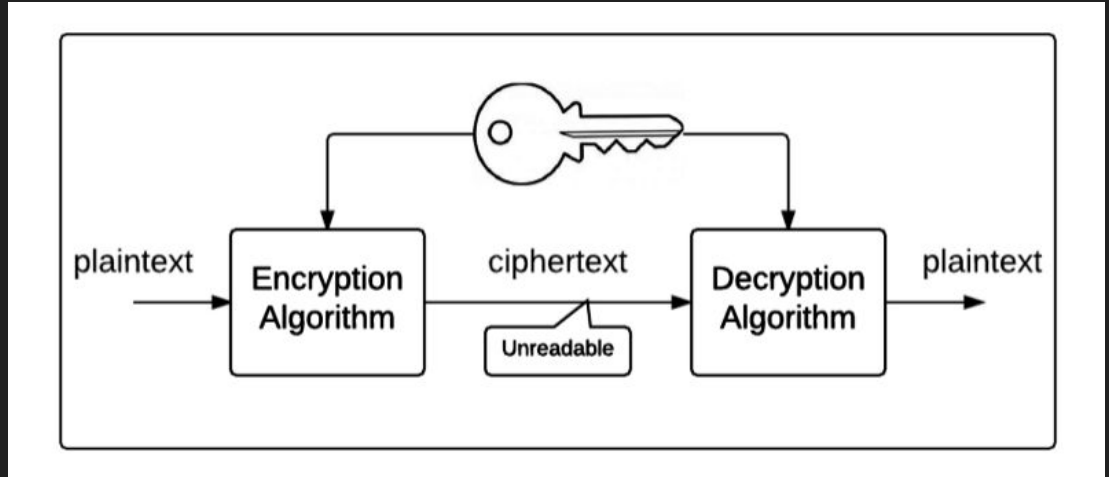 plaintext
Encryption
Algorithm
ciphertext
Unreadable
Decryption
Algorithm
plaintext